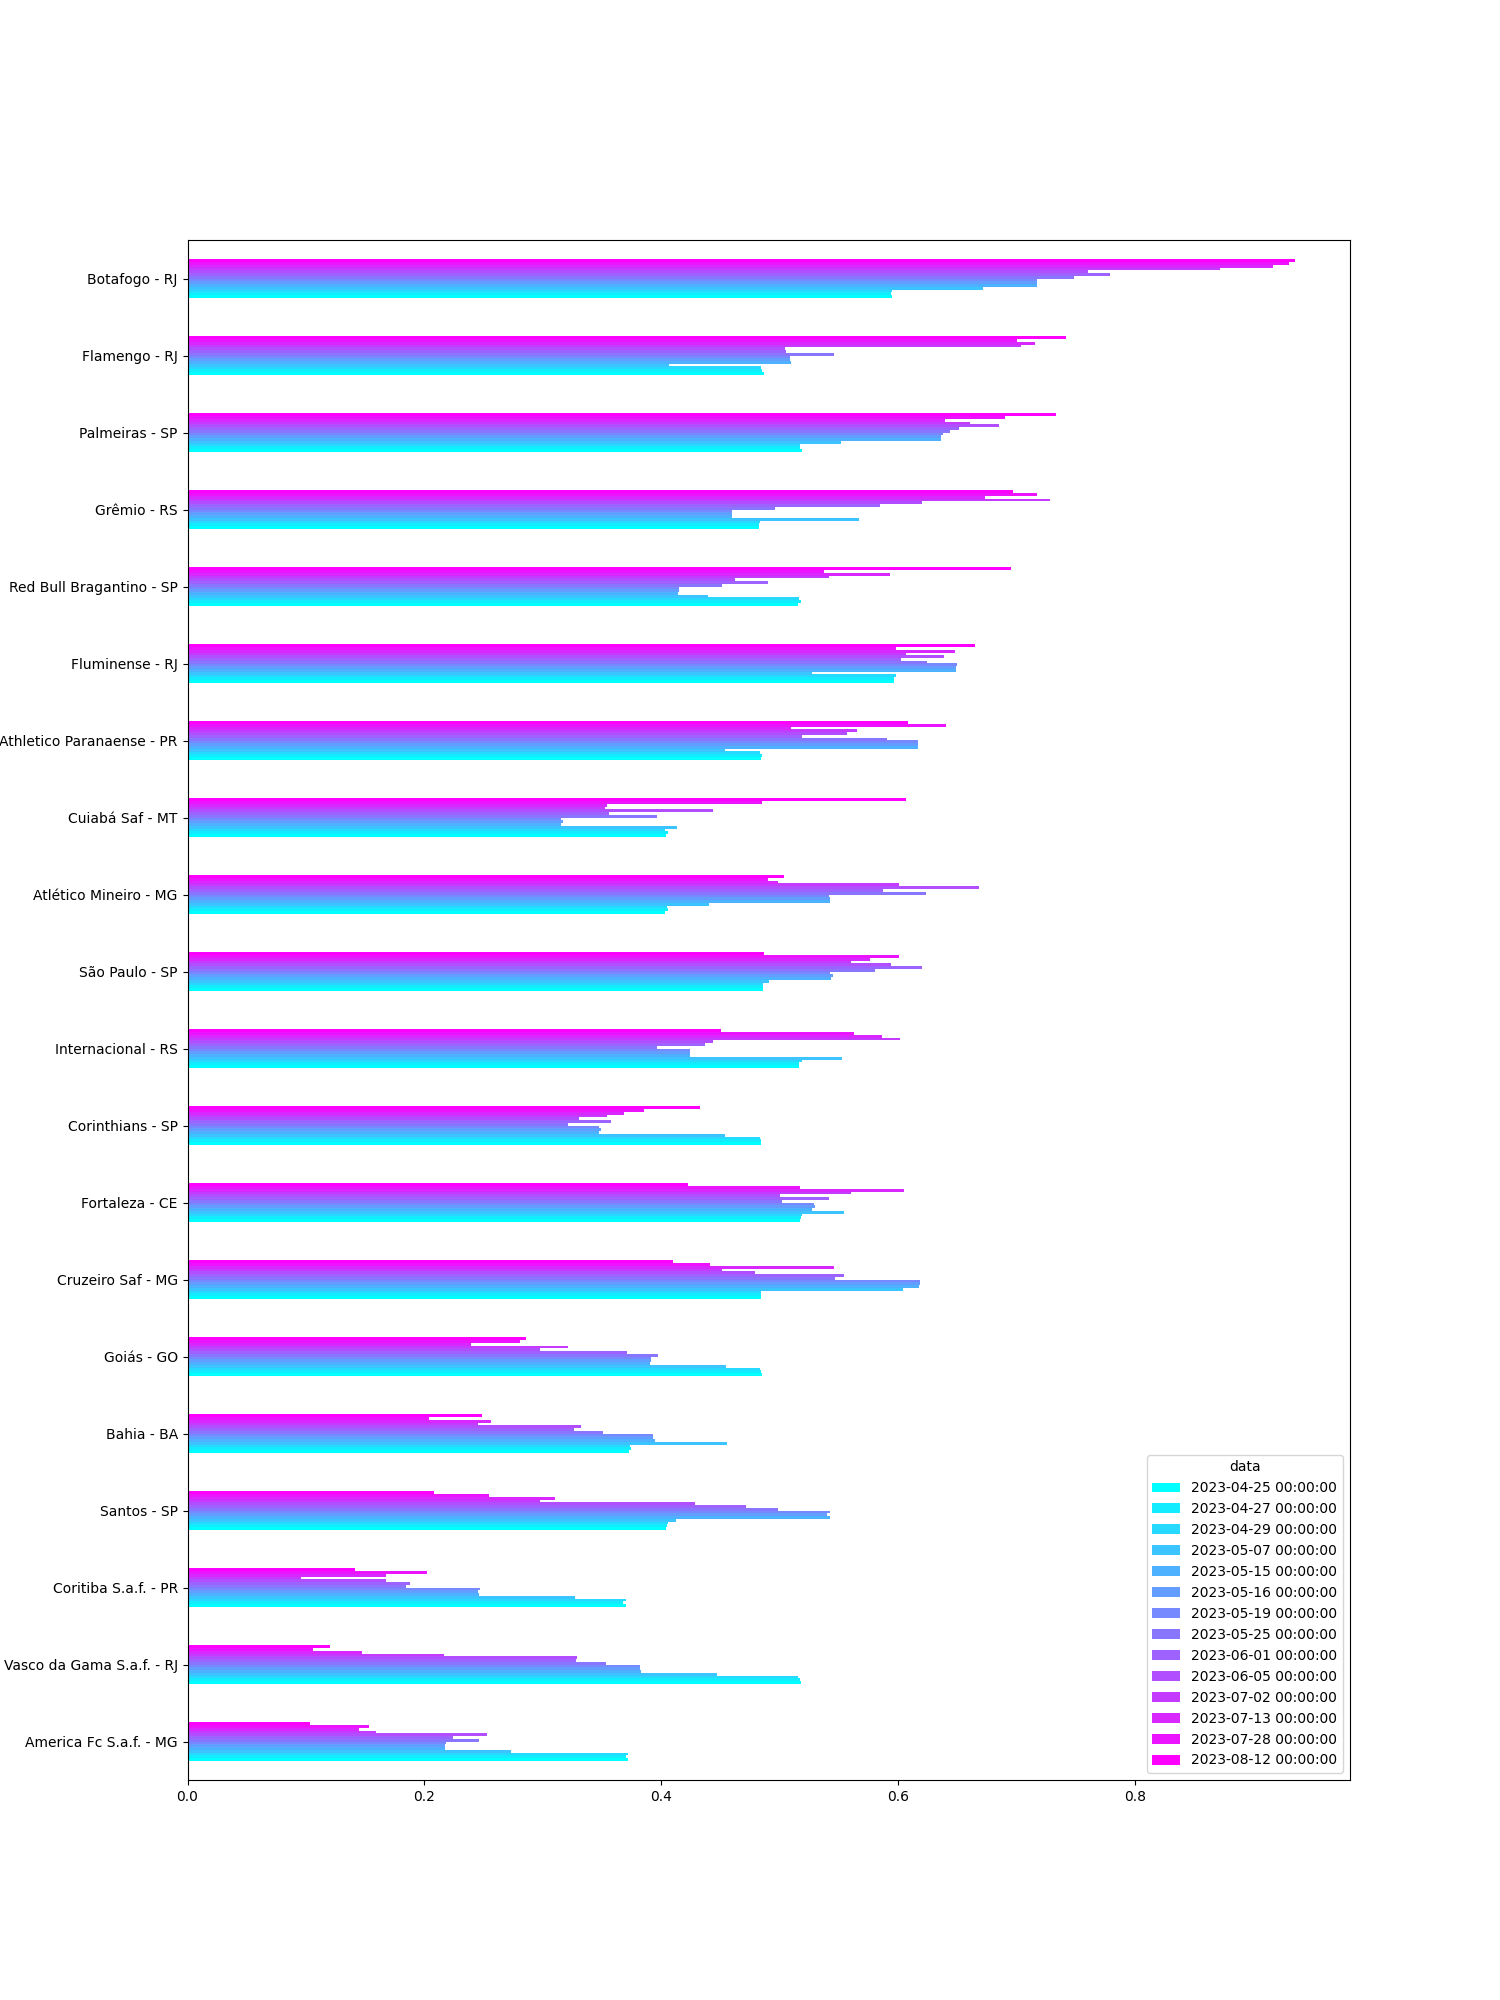 Botafogo - RJ
Flamengo - RJ
Palmeiras - SP
Grêmio - RS
Red Bull Bragantino - SP
Fluminense - RJ
Athletico Paranaense - PR
Cuiabá Saf - MT
Atlético Mineiro - MG
São Paulo - SP
Internacional - RS
Corinthians - SP
Fortaleza - CE
Cruzeiro Saf - MG
Goiás - GO
Bahia - BA
Santos - SP
Coritiba S.a.f. - PR
Vasco da Gama S.a.f. - RJ
America Fc S.a.f. - MG
0.0 0.2 0.4 0.6 0.8
data
2023-04-25 00:00:00
2023-04-27 00:00:00
2023-04-29 00:00:00
2023-05-07 00:00:00
2023-05-15 00:00:00
2023-05-16 00:00:00
2023-05-19 00:00:00
2023-05-25 00:00:00
2023-06-01 00:00:00
2023-06-05 00:00:00
2023-07-02 00:00:00
2023-07-13 00:00:00
2023-07-28 00:00:00
2023-08-12 00:00:00